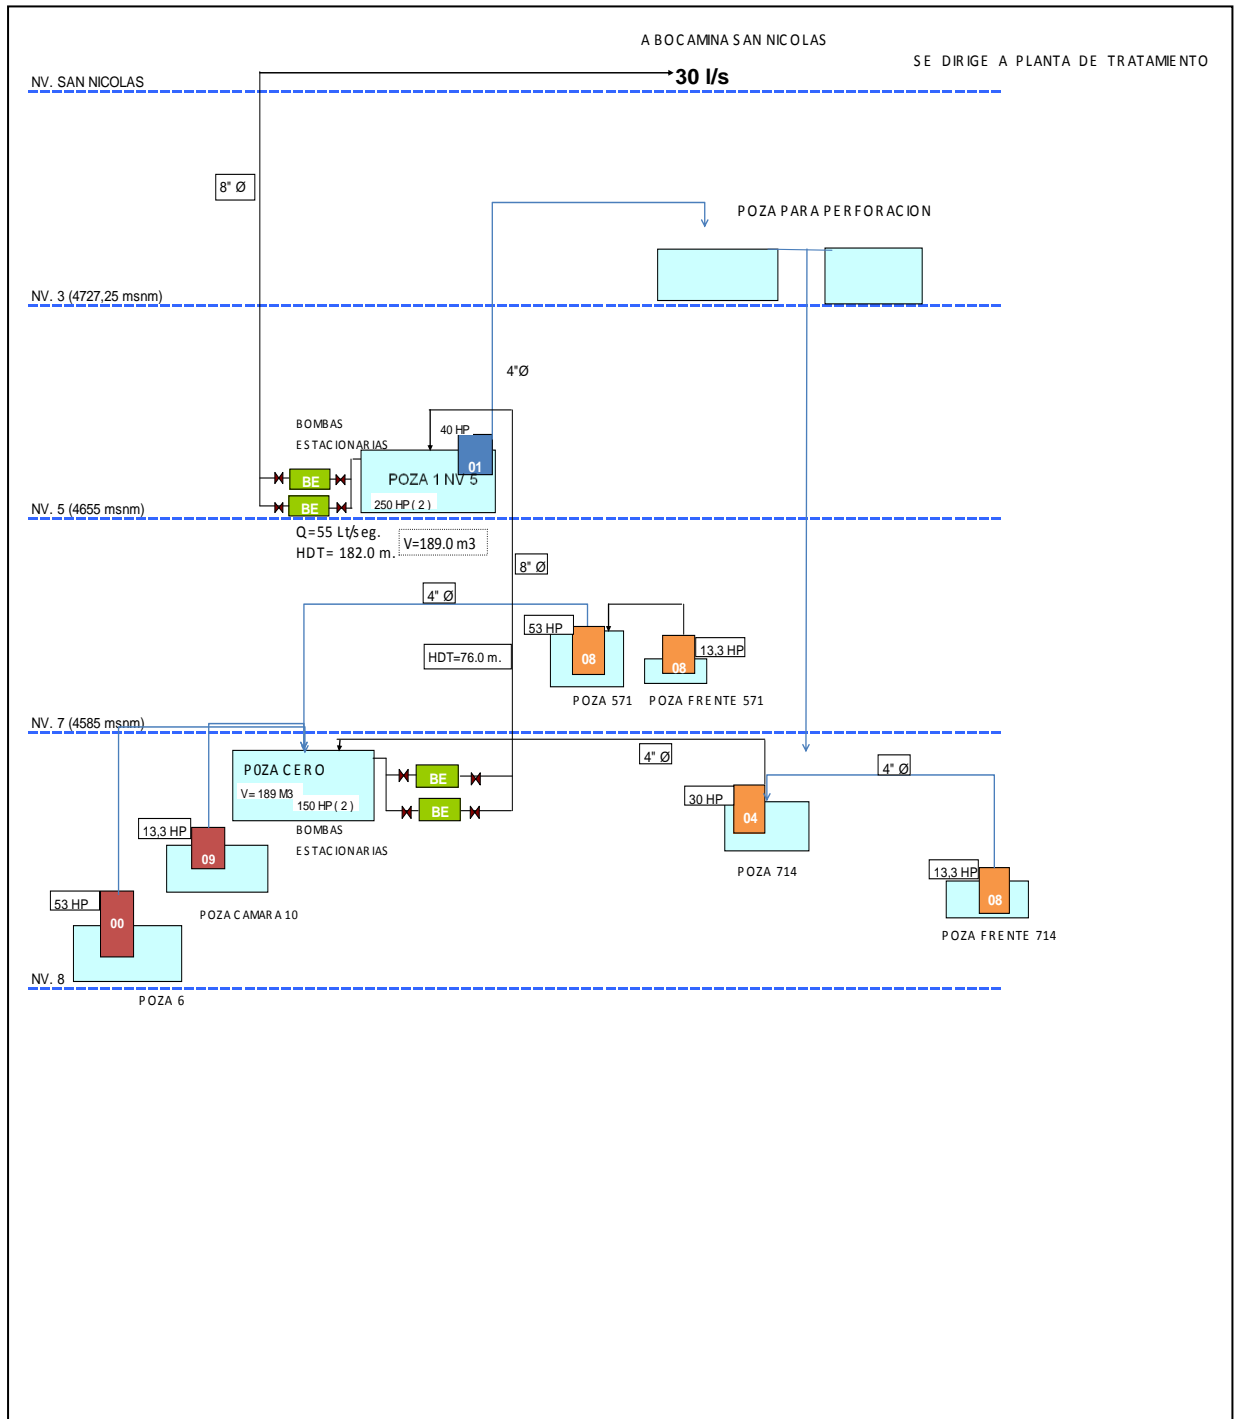 A BOCAMINA SAN NICOLAS
SE DIRIGE A PLANTA DE TRATAMIENTO
30 l/s
NV. SAN NICOLAS
8" Ø
POZA PARA PERFORACION
NV. 3 (4727,25 msnm)
4"Ø
BOMBAS
ESTACIONARIAS
40 HP
01
BE
POZA 1 NV 5
BE
250 HP ( 2 )
NV. 5 (4655 msnm)
Q=55 Lt/seg.
HDT= 182.0 m.
V=189.0 m3
8" Ø
4" Ø
53 HP
08
13,3 HP
08
HDT=76.0 m.
POZA 571
POZA FRENTE 571
NV. 7 (4585 msnm)
4" Ø
4" Ø
P0ZA CERO
BE
V= 189 M3
150 HP ( 2 )
BE
30 HP
04
BOMBAS
ESTACIONARIAS
13,3 HP
09
POZA 714
13,3 HP
08
53 HP
00
POZA CAMARA 10
POZA FRENTE 714
NV. 8
POZA 6